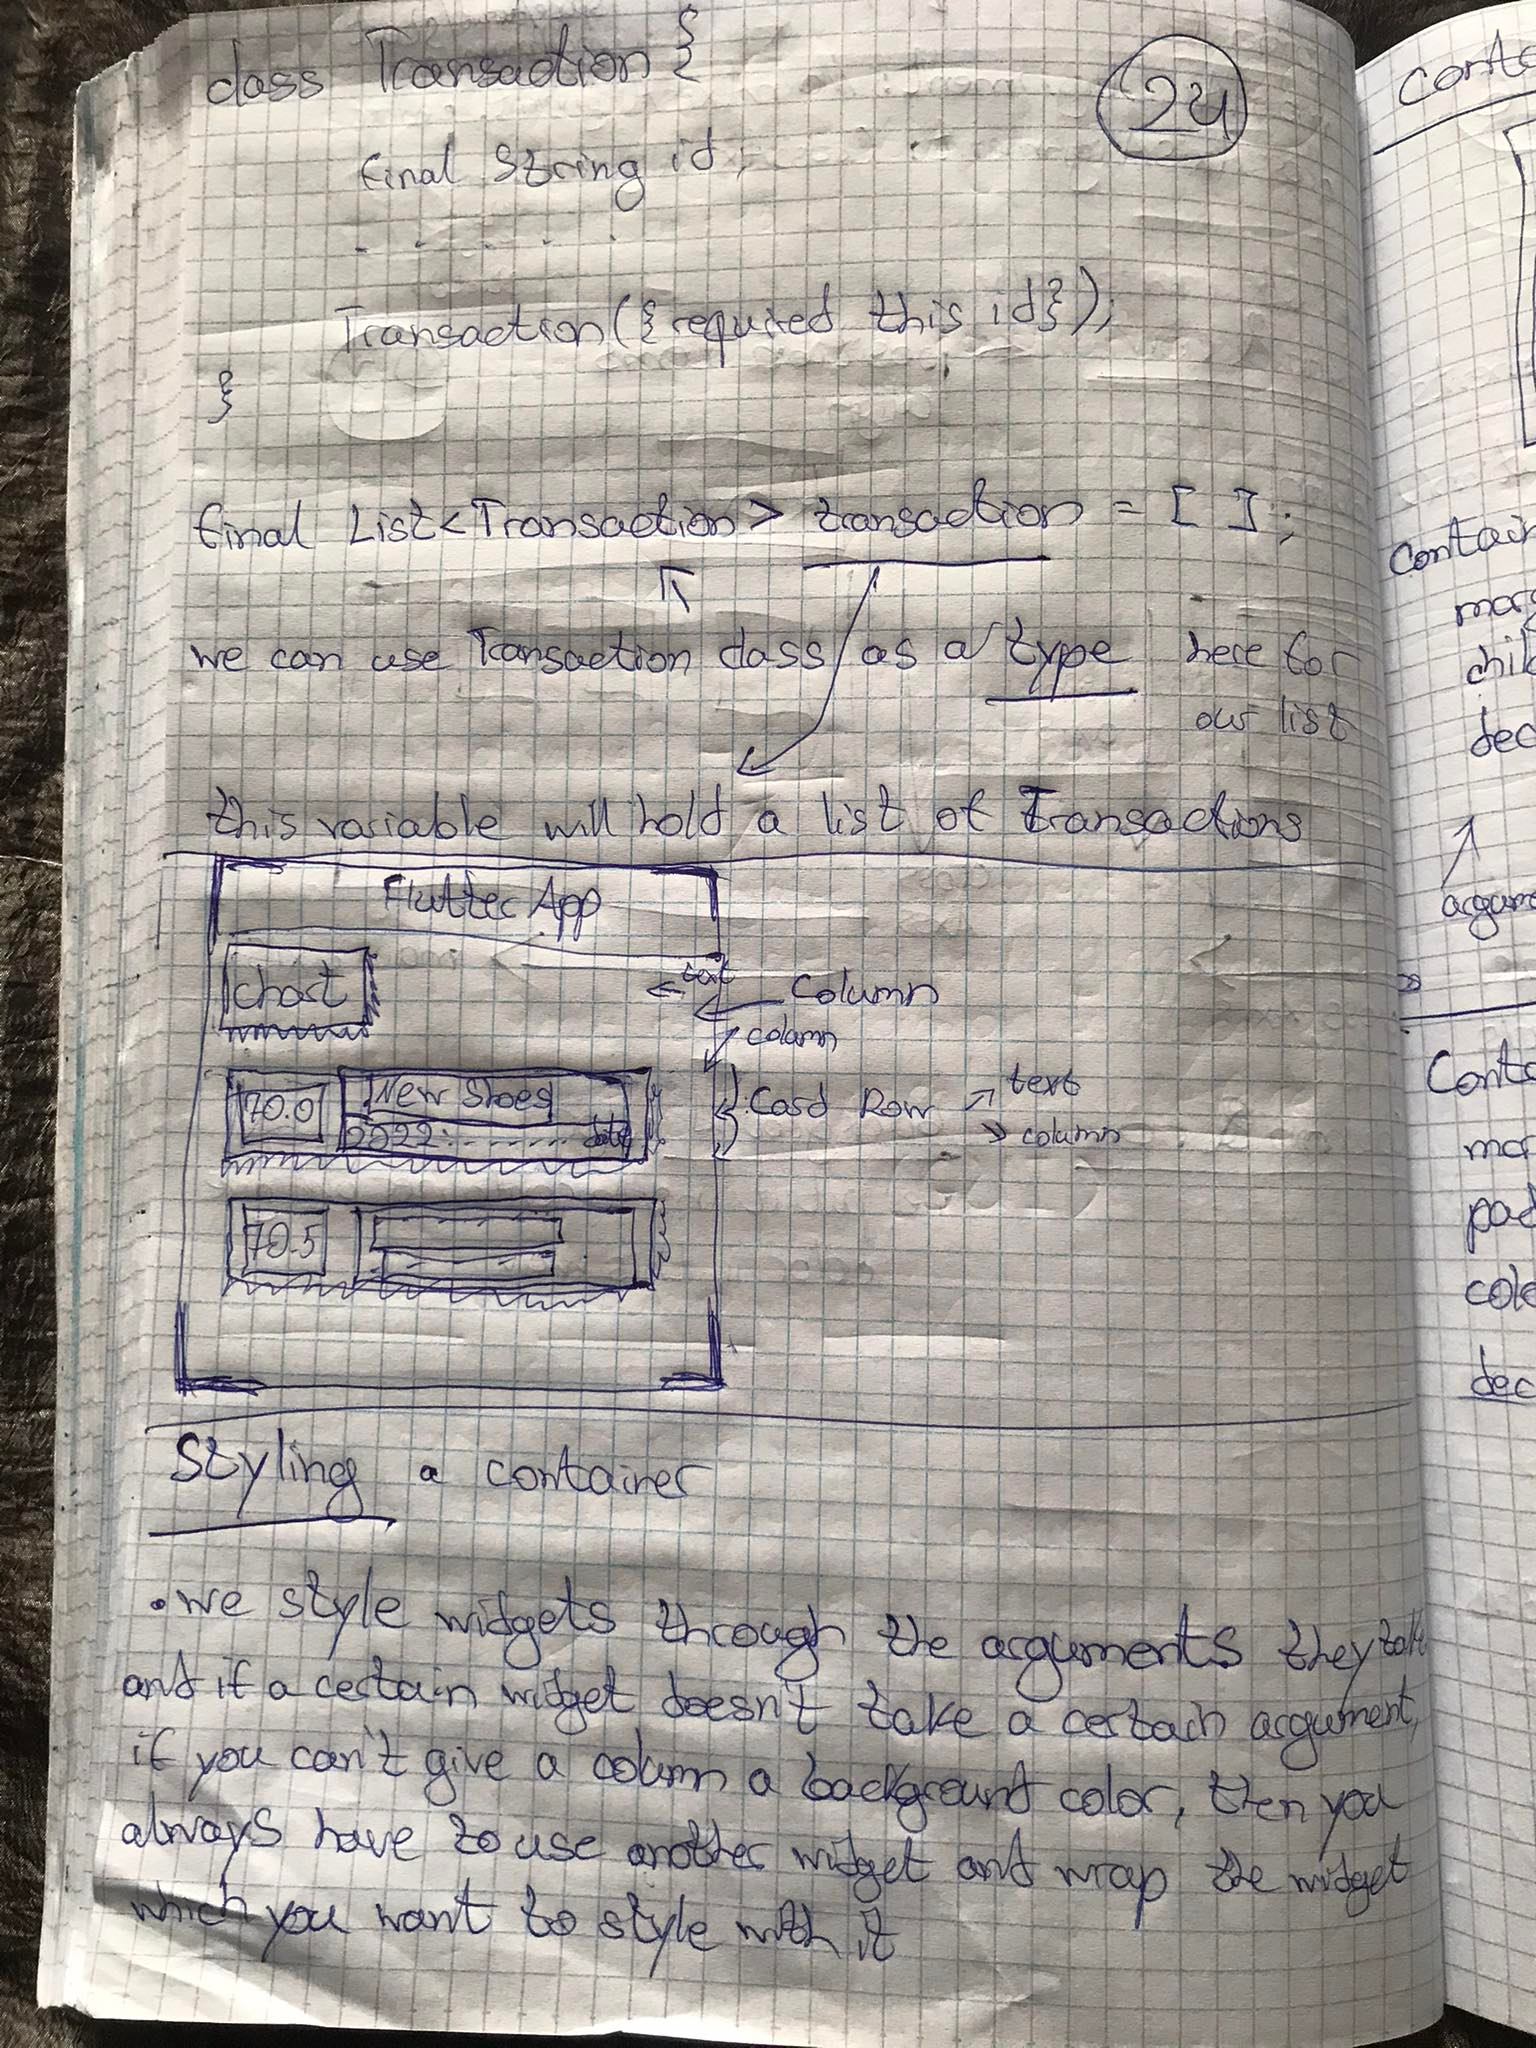 class Transaction {
24
final String id;
. . . . .
Transaction({required this id});
}
final List<Transaction> transaction = [ ];
we can use Transaction class as a type here for
our list
this variable will hold a list of Transactions
Flutter App
chart
← text
← Column
column
70.0
New Shoes
2022: - - - - - - date
} Card Row → text
→ column
70.5
Styling a container
• we style widgets through the arguments they take
and if a certain widget doesn't take a certain argument,
if you can't give a column a background color, then you
always have to use another widget and wrap the widget
which you want to style with it
Conta
Contain
marg
chil
dec
argume
Conta
mar
pad
colo
dec